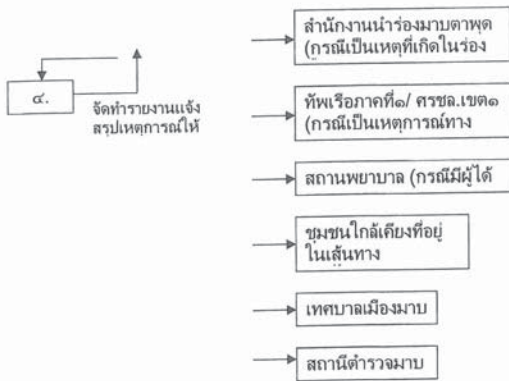 ๔.
จัดทำรายงานแจ้ง
สรุปเหตุการณ์ให้
สำนักงานนำร่องมาบตาพุด
(กรณีเป็นเหตุที่เกิดในร่อง
ทัพเรือภาคที่๑/ ศรชล.เขต๑
(กรณีเป็นเหตุการณ์ทาง
สถานพยาบาล (กรณีมีผู้ได้
ชุมชนใกล้เคียงที่อยู่
ในเส้นทาง
เทศบาลเมืองมาบ
สถานีตำรวจมาบ